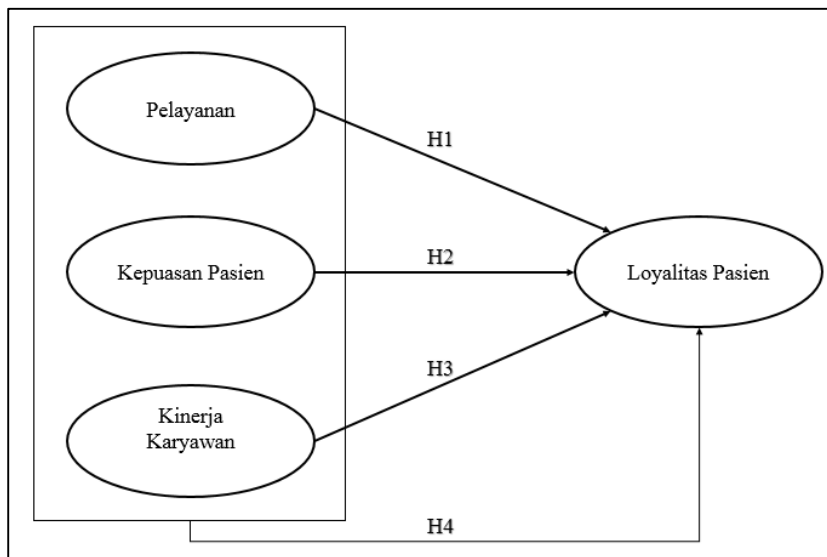 Pelayanan
H1
Kepuasan Pasien
H2
Loyalitas Pasien
H3
Kinerja
Karyawan
H4